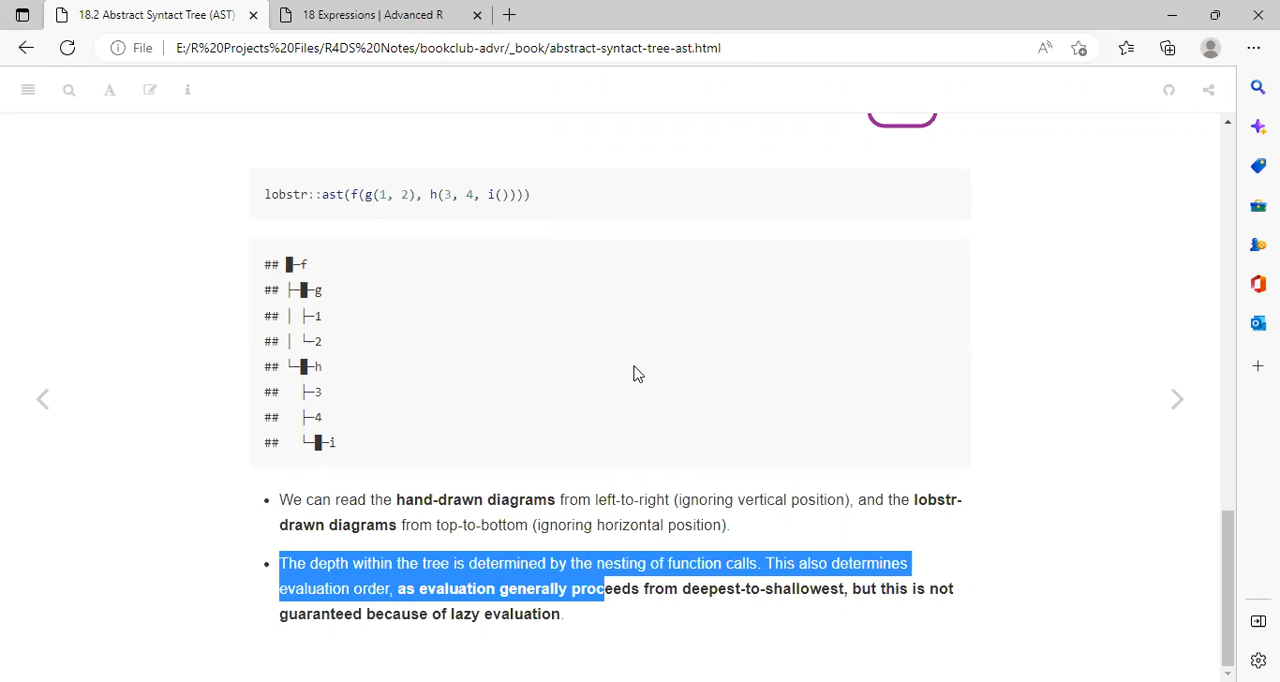 18.2 Abstract Syntact Tree (AST)
18 Expressions | Advanced R
File
E:/R%20Projects%20Files/R4DS%20Notes/bookclub-advr/_book/abstract-syntact-tree-ast.html
lobstr::ast(f(g(1, 2), h(3, 4, i())))
## █─f
## ├─█─g
## │ ├─1
## │ └─2
## └─█─h
##   ├─3
##   ├─4
##   └─█─i
• We can read the hand-drawn diagrams from left-to-right (ignoring vertical position), and the lobstr-
drawn diagrams from top-to-bottom (ignoring horizontal position).
• The depth within the tree is determined by the nesting of function calls. This also determines
evaluation order, as evaluation generally proceeds from deepest-to-shallowest, but this is not
guaranteed because of lazy evaluation.